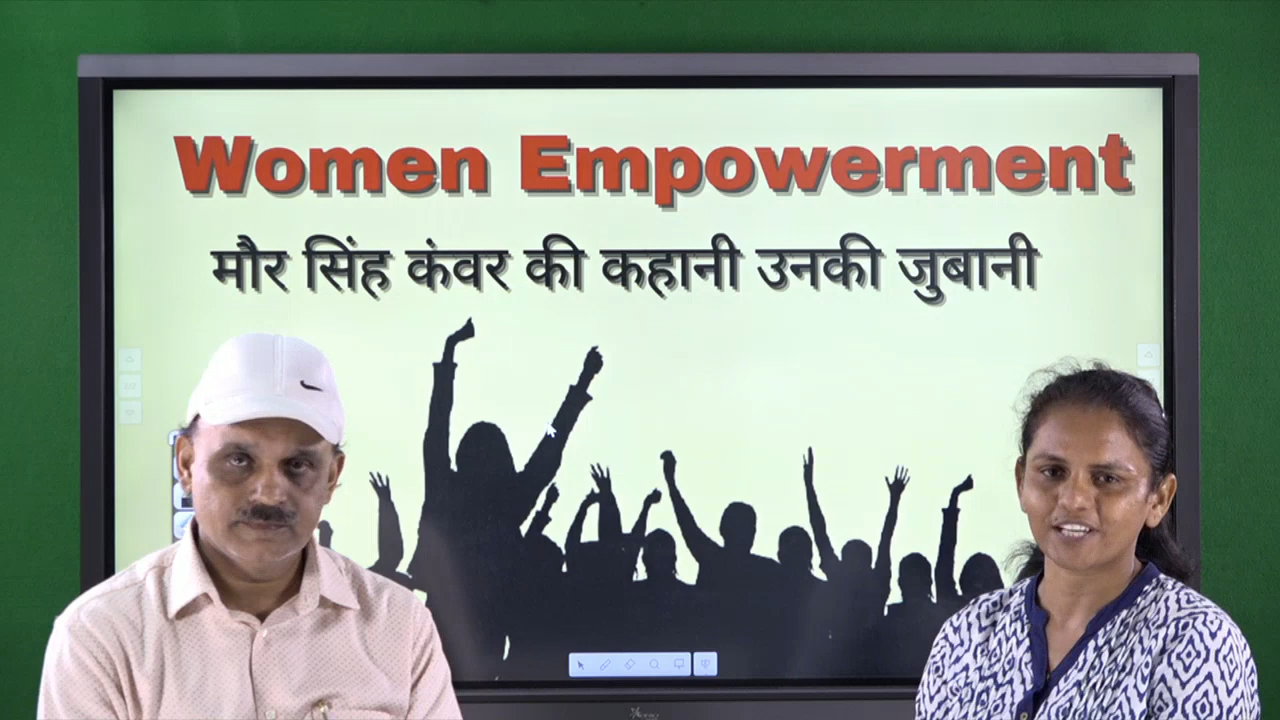 Women Empowerment
मौर सिंह कंवर की कहानी उनकी जुबानी